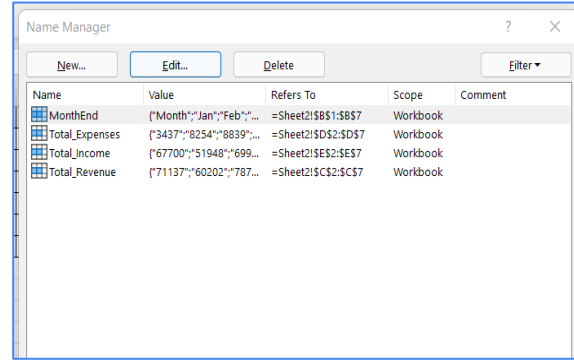 Name Manager ? ×
New... Edit... Delete Filter
Name Value Refers To Scope Comment
MonthEnd {"Month";"Jan";"Feb";"... =Sheet2!$B$1:$B$7 Workbook
Total_Expenses {"3437";"8254";"8839";... =Sheet2!$D$2:$D$7 Workbook
Total_Income {"67700";"51948";"699... =Sheet2!$E$2:$E$7 Workbook
Total_Revenue {"71137";"60202";"787... =Sheet2!$C$2:$C$7 Workbook